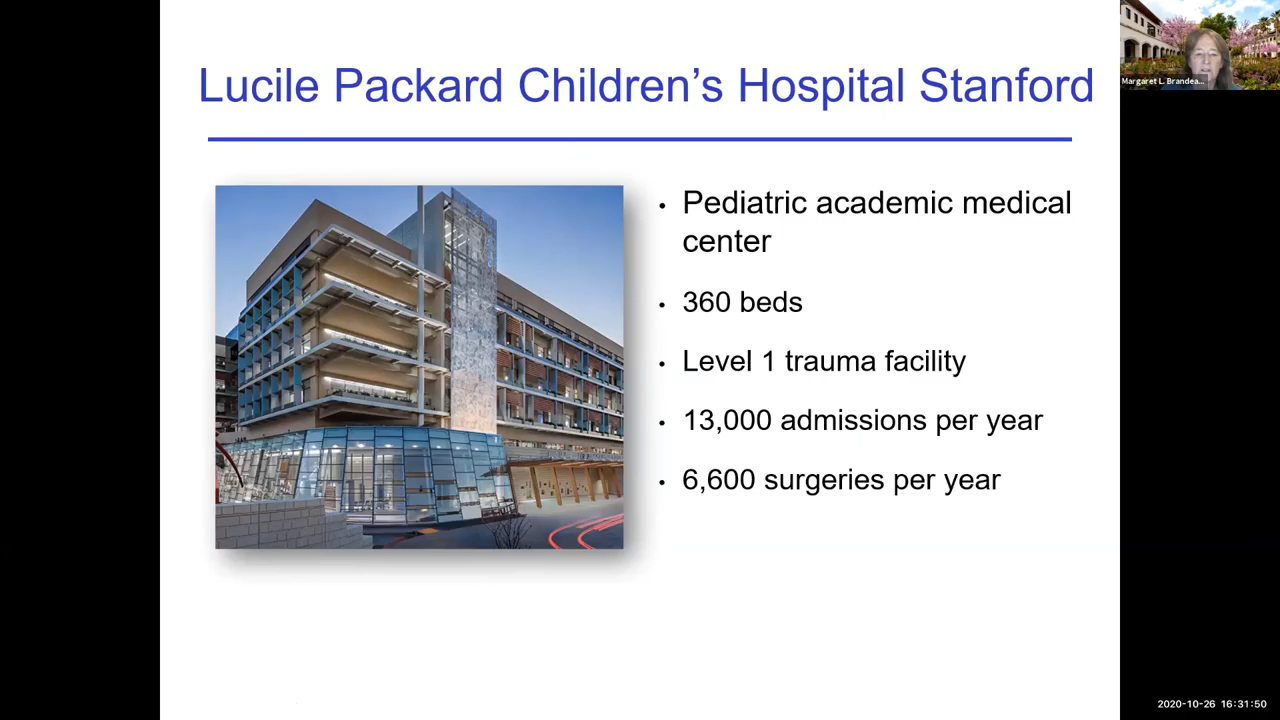 Lucile Packard Children's Hospital Stanford
Margaret L. Brandea...
• Pediatric academic medical
center
• 360 beds
• Level 1 trauma facility
• 13,000 admissions per year
• 6,600 surgeries per year
2020-10-26 16:31:50